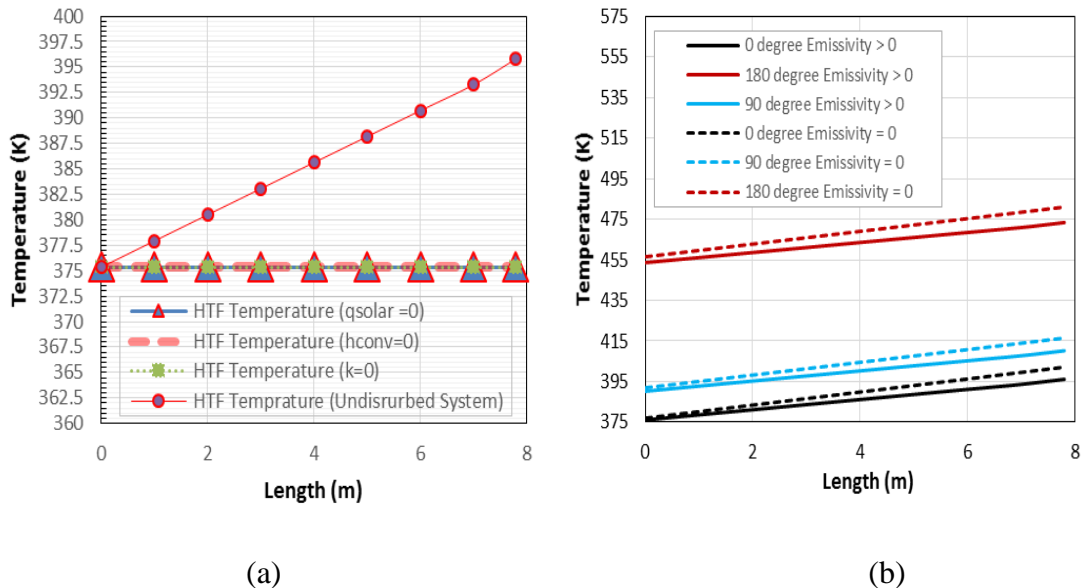 400
397.5
395
392.5
390
387.5
385
382.5
380
377.5
375
372.5
370
367.5
365
362.5
360
Temperature (K)
HTF Temperature (qsolar =0)
HTF Temperature (hconv=0)
HTF Temperature (k=0)
HTF Temprature (Undisrurbed System)
0 2 4 6 8
Length (m)
(a)
575
555
535
515
495
475
455
435
415
395
375
Temperature (K)
0 degree Emissivity > 0
180 degree Emissivity > 0
90 degree Emissivity > 0
0 degree Emissivity = 0
90 degree Emissivity = 0
180 degree Emissivity = 0
0 2 4 6 8
Length (m)
(b)